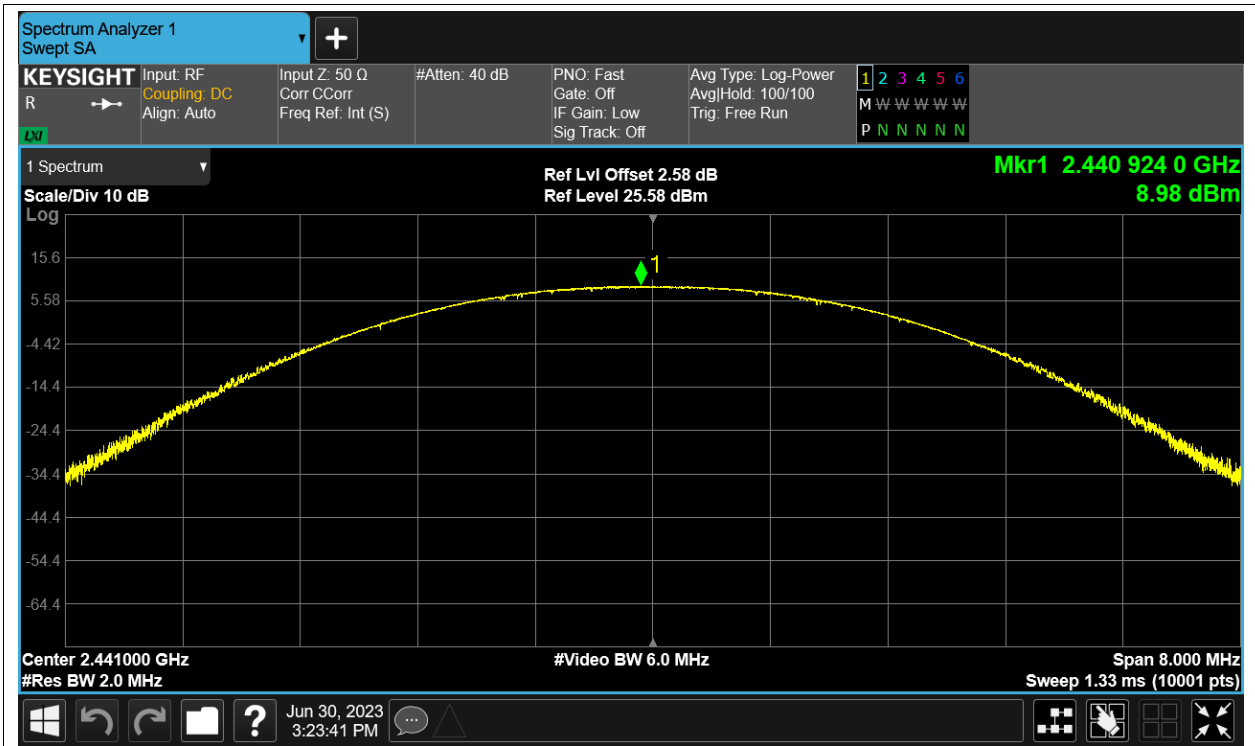 Spectrum Analyzer 1
Swept SA
+
KEYSIGHT
R
LXI
Input: RF
Coupling: DC
Align: Auto
Input Z: 50 Ω
Corr CCorr
Freq Ref: Int (S)
#Atten: 40 dB
PNO: Fast
Gate: Off
IF Gain: Low
Sig Track: Off
Avg Type: Log-Power
Avg|Hold: 100/100
Trig: Free Run
1 2 3 4 5 6
M W W W W W W
P N N N N N
1 Spectrum
Scale/Div 10 dB
Log
Ref Lvl Offset 2.58 dB
Ref Level 25.58 dBm
Mkr1 2.440 924 0 GHz
8.98 dBm
1
15.6
5.58
-4.42
-14.4
-24.4
-34.4
-44.4
-54.4
-64.4
Center 2.441000 GHz
#Res BW 2.0 MHz
#Video BW 6.0 MHz
Span 8.000 MHz
Sweep 1.33 ms (10001 pts)
?
Jun 30, 2023
3:23:41 PM